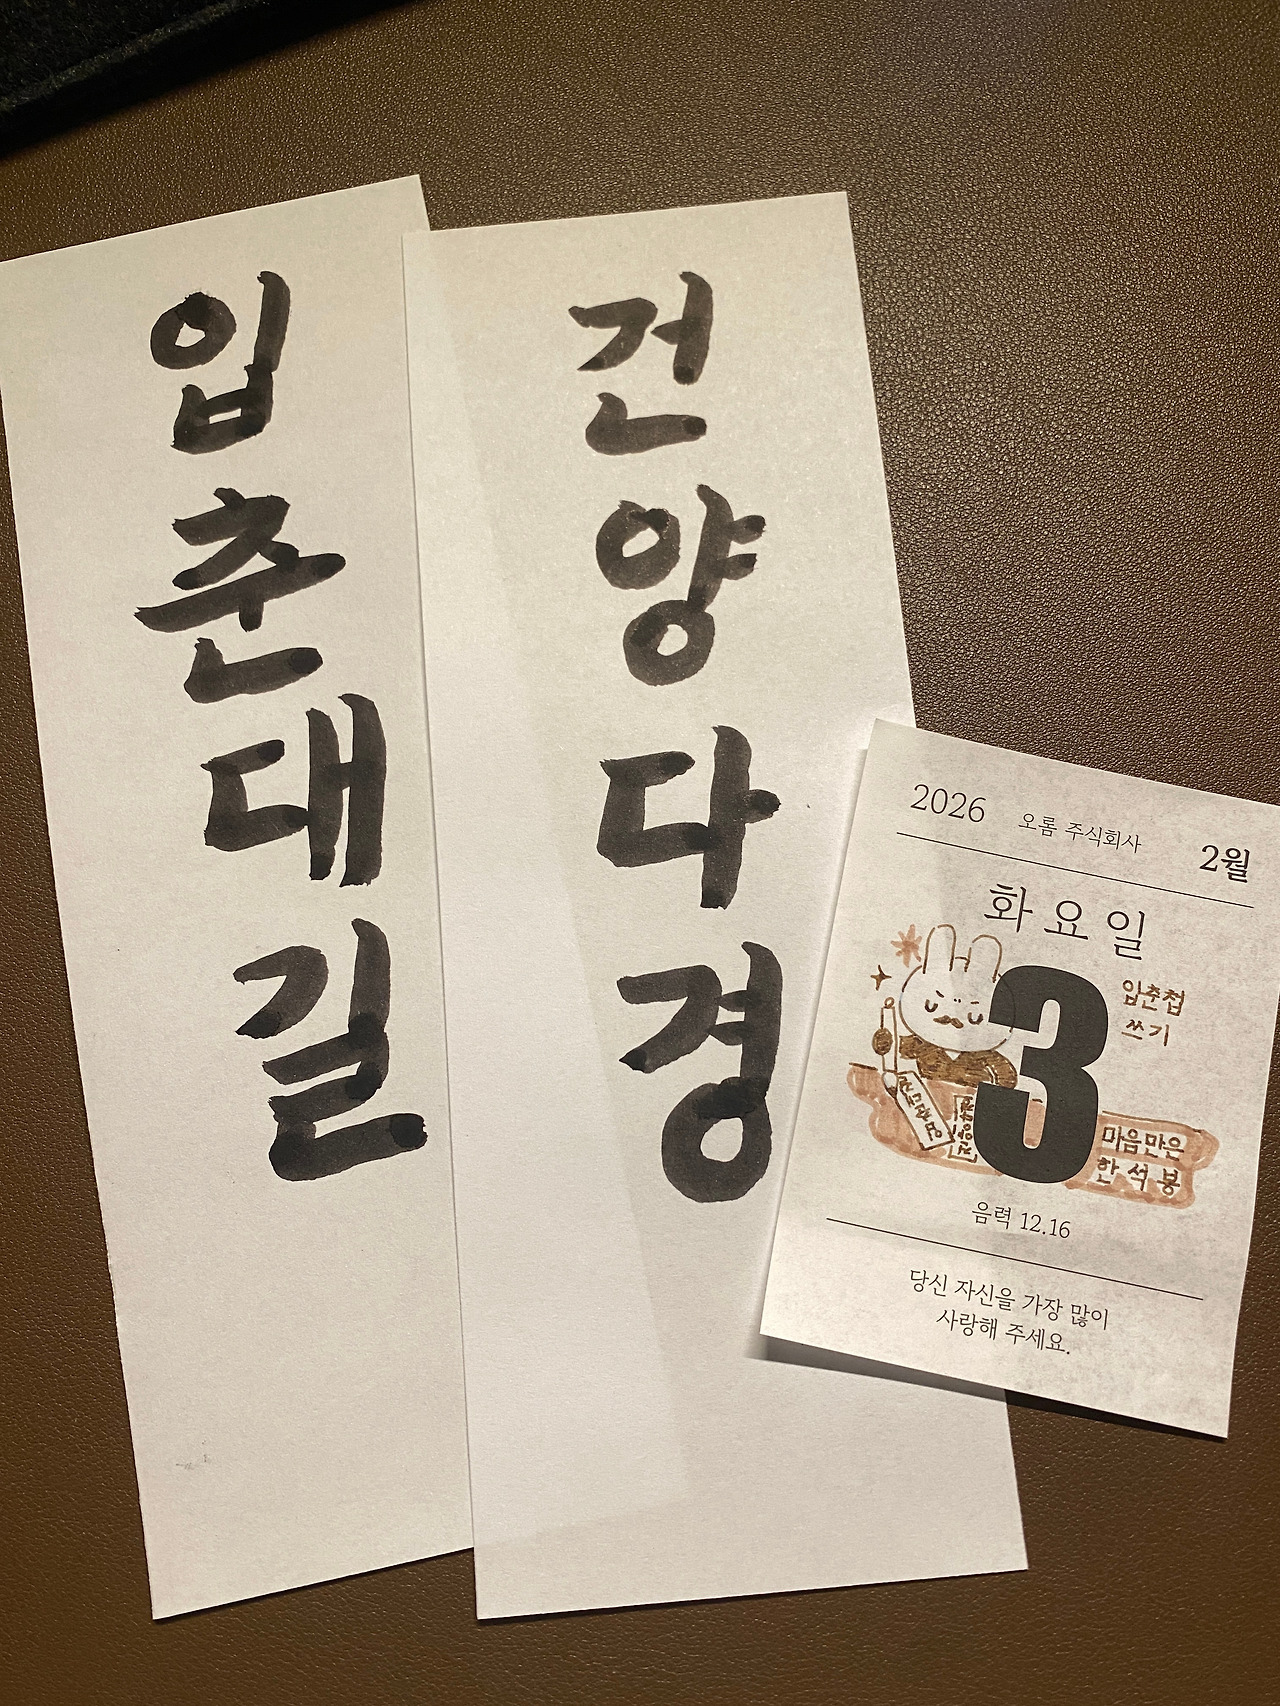 입춘대길
건양다경
2026 오롬 주식회사 2월
화요일
3
입춘첩
쓰기
마음만은
한석봉
음력 12.16
당신 자신을 가장 많이
사랑해 주세요.